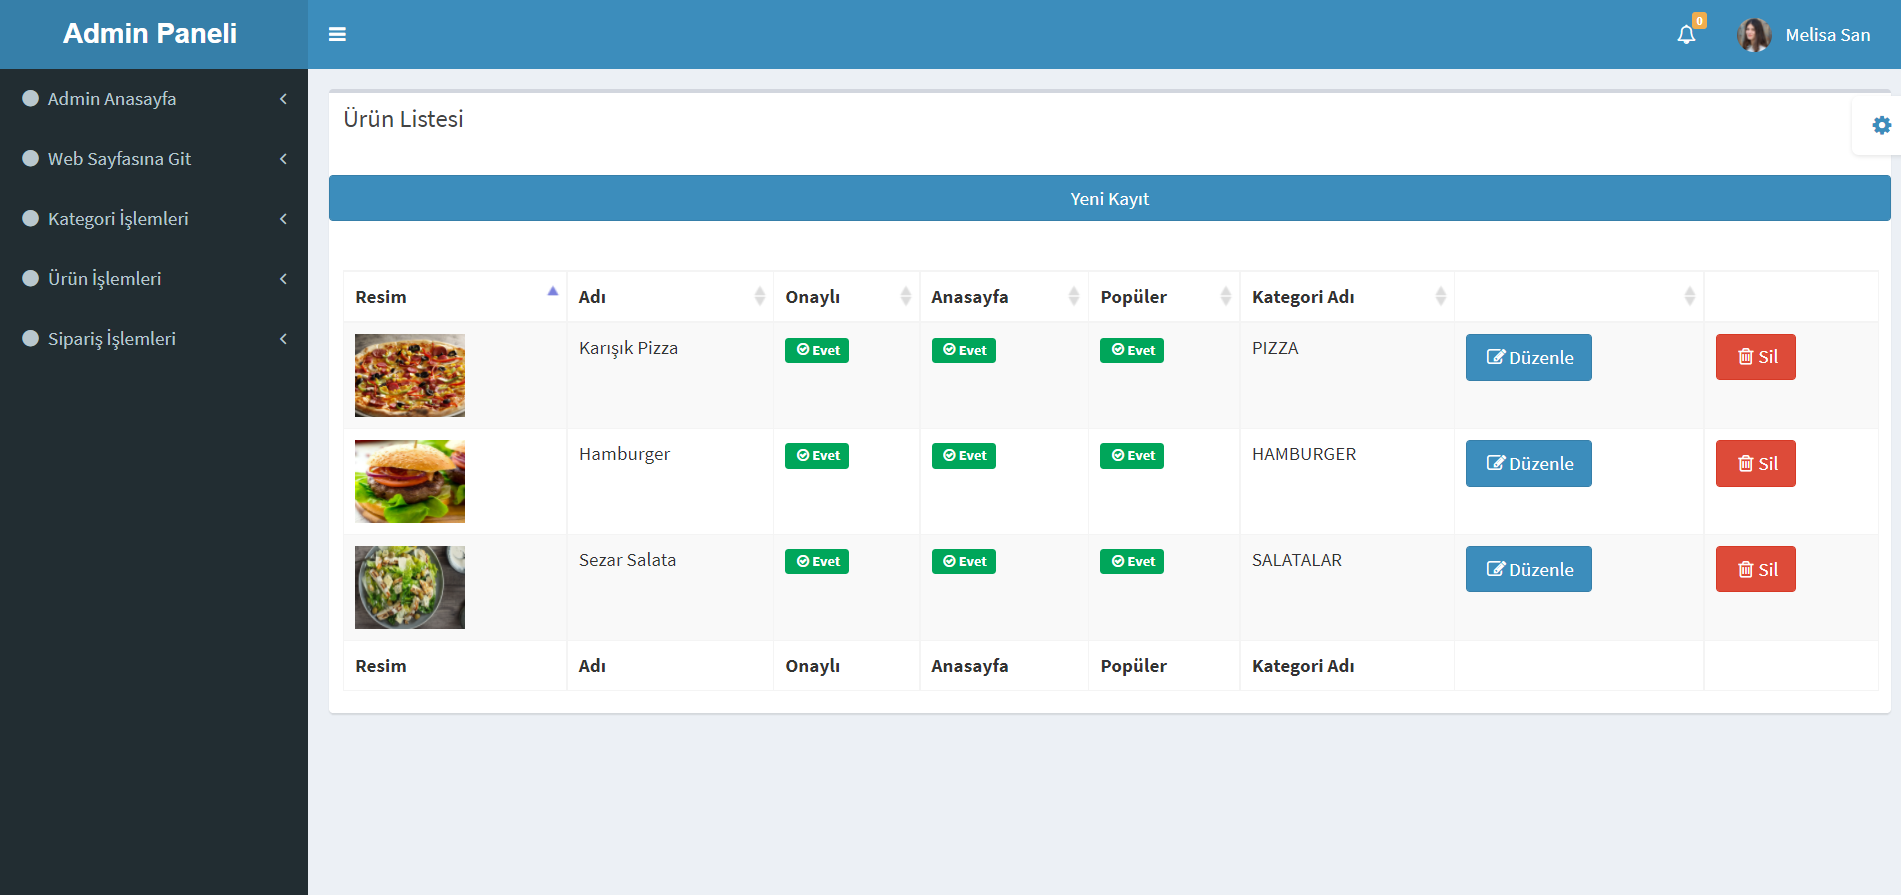 Admin Paneli
0
Melisa San
Admin Anasayfa
Web Sayfasına Git
Kategori İşlemleri
Ürün İşlemleri
Sipariş İşlemleri
Ürün Listesi
Yeni Kayıt
Resim Adı Onaylı Anasayfa Popüler Kategori Adı
Karışık Pizza Evet Evet Evet PIZZA Düzenle Sil
Hamburger Evet Evet Evet HAMBURGER Düzenle Sil
Sezar Salata Evet Evet Evet SALATALAR Düzenle Sil
Resim Adı Onaylı Anasayfa Popüler Kategori Adı